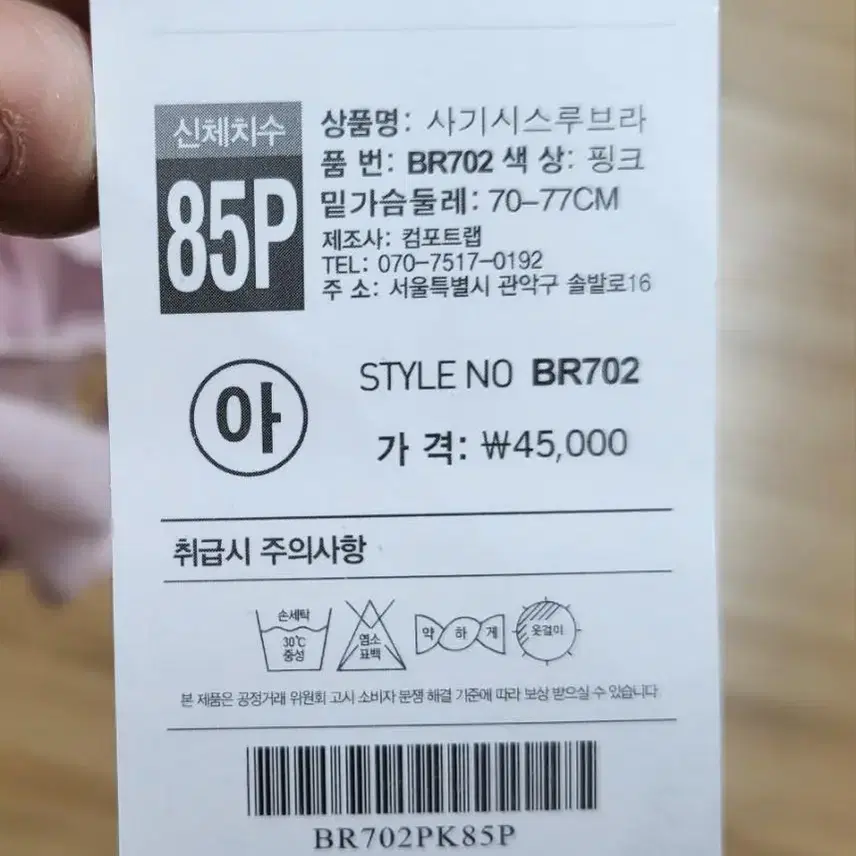 신체치수
85P
상품명: 사기시스루브라
품 번: BR702 색 상: 핑크
밑가슴둘레: 70-77CM
제조사: 컴포트랩
TEL: 070-7517-0192
주 소: 서울특별시 관악구 솔밭로16
아
STYLE NO BR702
가 격: ₩45,000
취급시 주의사항
손세탁
30℃
중성
염소
표백
약 하 게
옷걸이
본 제품은 공정거래 위원회 고시 소비자 분쟁 해결 기준에 따라 보상 받으실 수 있습니다
BR702PK85P